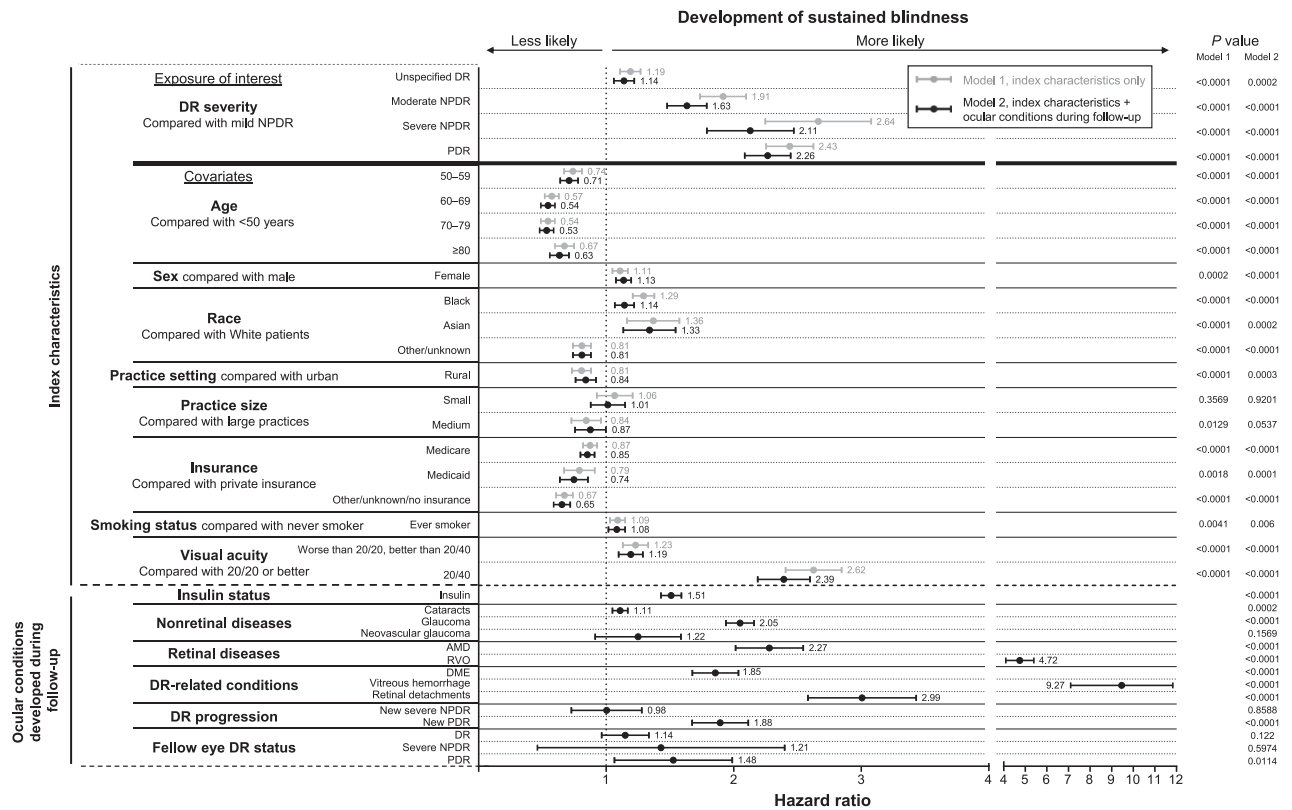 Development of sustained blindness
Less likely
More likely
P value
Model 1 Model 2
Model 1, index characteristics only
Model 2, index characteristics +
ocular conditions during follow-up
Index characteristics
Exposure of interest
DR severity
Compared with mild NPDR
Unspecified DR 1.19 1.14 <0.0001 0.0002
Moderate NPDR 1.91 1.63 <0.0001 <0.0001
Severe NPDR 2.64 2.11 <0.0001 <0.0001
PDR 2.43 2.26 <0.0001 <0.0001
Covariates
Age
Compared with <50 years
50–59 0.74 0.71 <0.0001 <0.0001
60–69 0.57 0.54 <0.0001 <0.0001
70–79 0.54 0.53 <0.0001 <0.0001
≥80 0.67 0.63 <0.0001 <0.0001
Sex compared with male
Female 1.11 1.13 0.0002 <0.0001
Race
Compared with White patients
Black 1.29 1.14 <0.0001 <0.0001
Asian 1.36 1.33 <0.0001 0.0002
Other/unknown 0.81 0.81 <0.0001 <0.0001
Practice setting compared with urban
Rural 0.81 0.84 <0.0001 0.0003
Practice size
Compared with large practices
Small 1.06 1.01 0.3569 0.9201
Medium 0.84 0.87 0.0129 0.0537
Insurance
Compared with private insurance
Medicare 0.87 0.85 <0.0001 <0.0001
Medicaid 0.79 0.74 0.0018 0.0001
Other/unknown/no insurance 0.67 0.65 <0.0001 <0.0001
Smoking status compared with never smoker
Ever smoker 1.09 1.08 0.0041 0.006
Visual acuity
Compared with 20/20 or better
Worse than 20/20, better than 20/40 1.23 1.19 <0.0001 <0.0001
20/40 2.62 2.39 <0.0001 <0.0001
Ocular conditions
developed during
follow-up
Insulin status
Insulin 1.51 <0.0001
Nonretinal diseases
Cataracts 1.11 0.0002
Glaucoma 2.05 <0.0001
Neovascular glaucoma 1.22 0.1569
Retinal diseases
AMD 2.27 <0.0001
RVO 4.72 <0.0001
DR-related conditions
DME 1.85 <0.0001
Vitreous hemorrhage 9.27 <0.0001
Retinal detachments 2.99 <0.0001
DR progression
New severe NPDR 0.98 0.8588
New PDR 1.88 <0.0001
Fellow eye DR status
DR 1.14 0.122
Severe NPDR 1.21 0.5974
PDR 1.48 0.0114
1 2 3 4 4 5 6 7 8 9 10 11 12
Hazard ratio